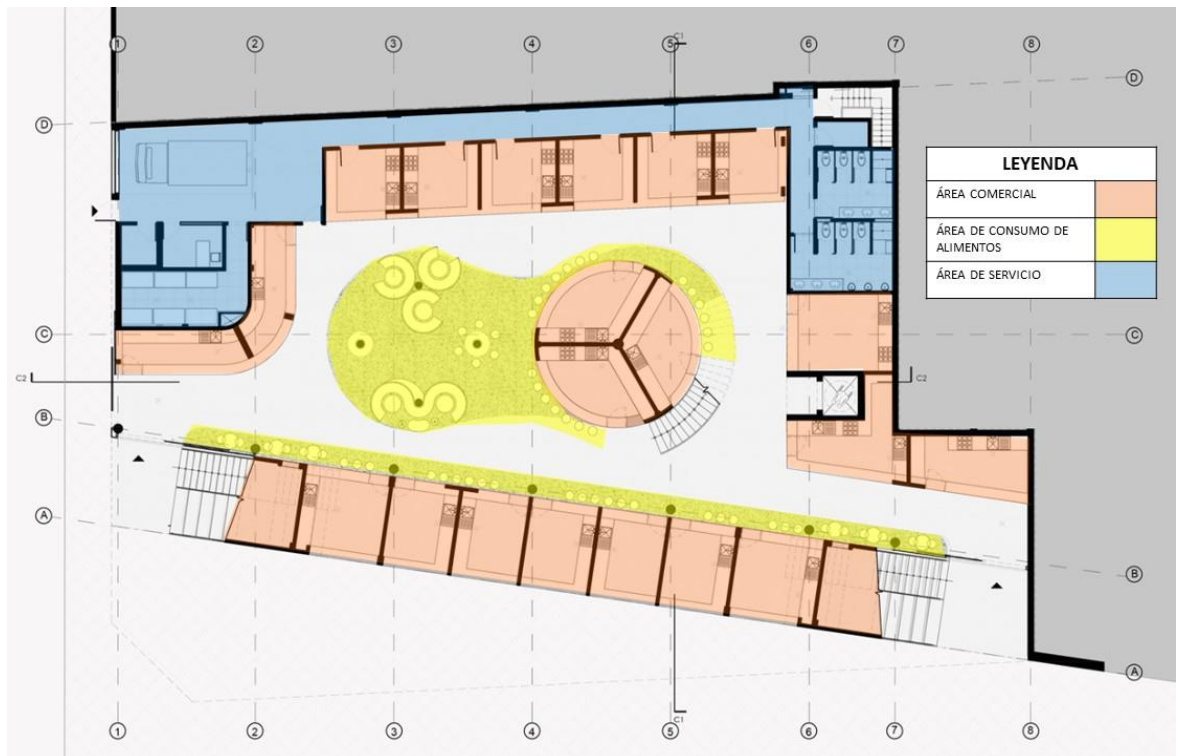 1 2 3 4 5 6 7 8
C1
D
D
LEYENDA
ÁREA COMERCIAL
ÁREA DE CONSUMO DE
ALIMENTOS
ÁREA DE SERVICIO
C
C
C2
C2
B
A
B
A
C1
1 2 3 4 5 6 7 8